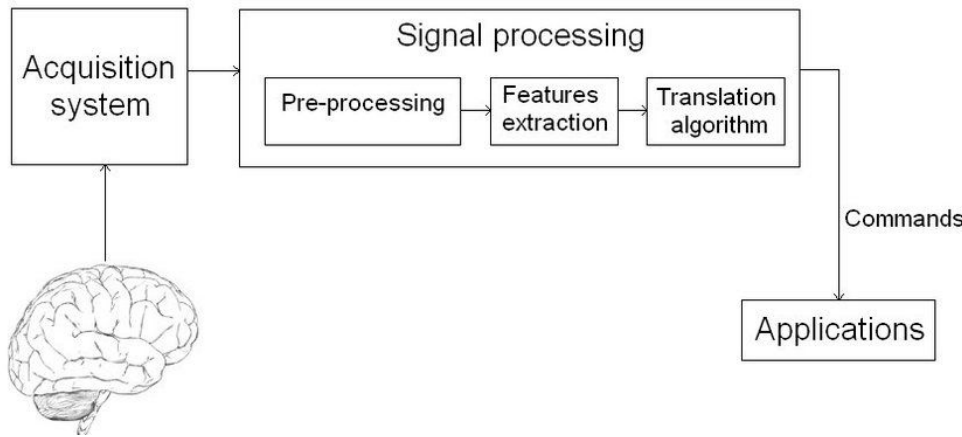 Acquisition
system
Signal processing
Pre-processing
Features
extraction
Translation
algorithm
Commands
Applications